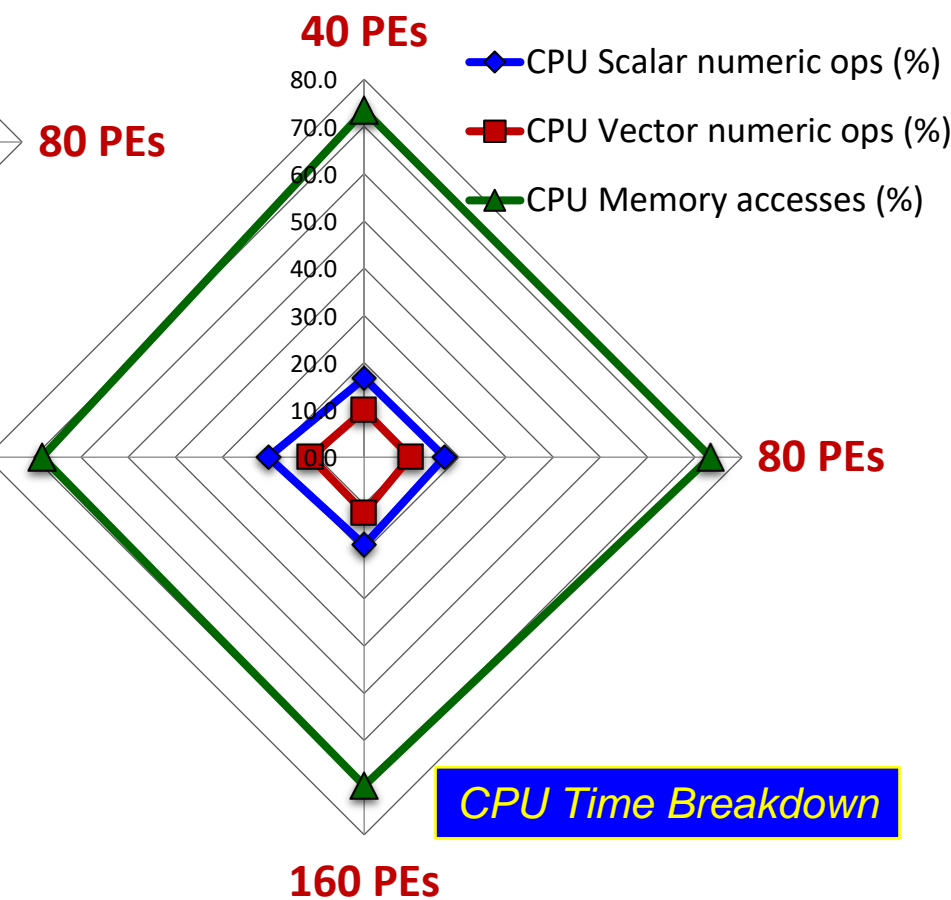 40 PEs
CPU Scalar numeric ops (%)
CPU Vector numeric ops (%)
CPU Memory accesses (%)
80 PEs
80.0
70.0
60.0
50.0
40.0
30.0
20.0
10.0
0.0
80 PEs
CPU Time Breakdown
160 PEs